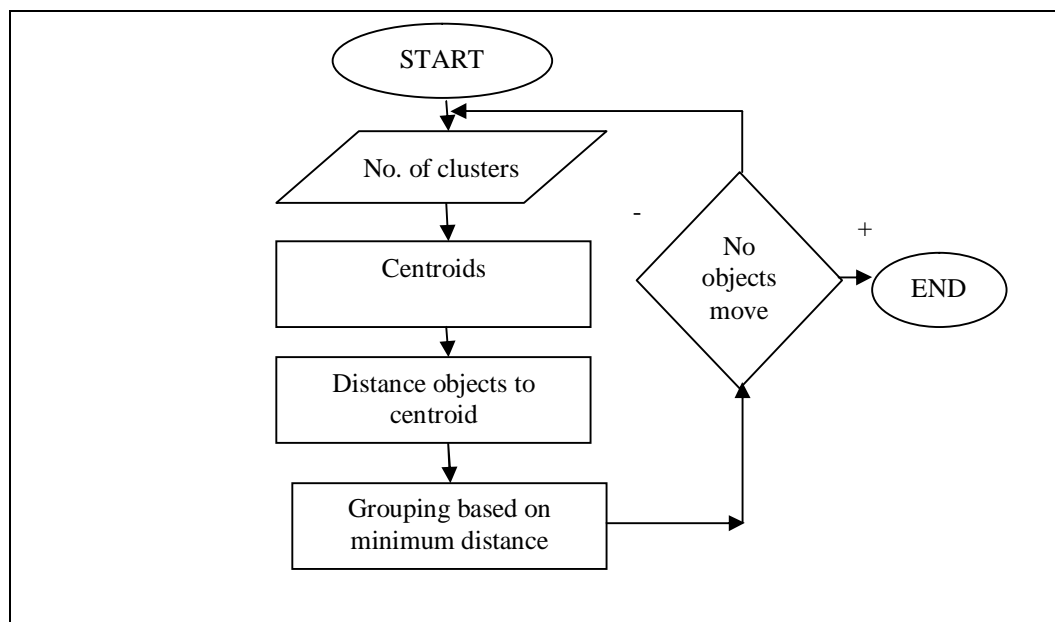 START
No. of clusters
Centroids
Distance objects to
centroid
Grouping based on
minimum distance
-
No
objects
move
+
END